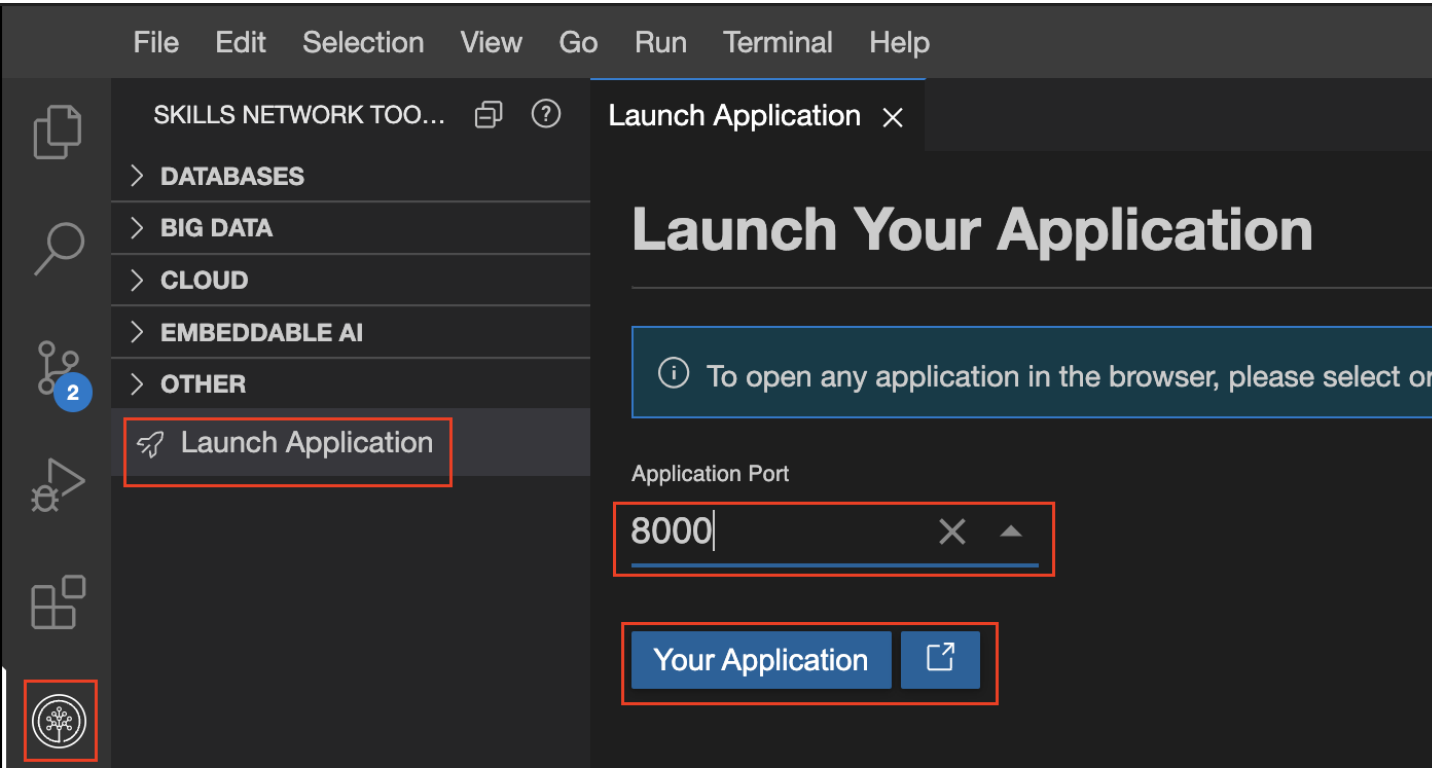 File Edit Selection View Go Run Terminal Help
SKILLS NETWORK TOO...
DATABASES
BIG DATA
CLOUD
EMBEDDABLE AI
OTHER
Launch Application
2
Launch Application
Launch Your Application
To open any application in the browser, please select
Application Port
8000
Your Application